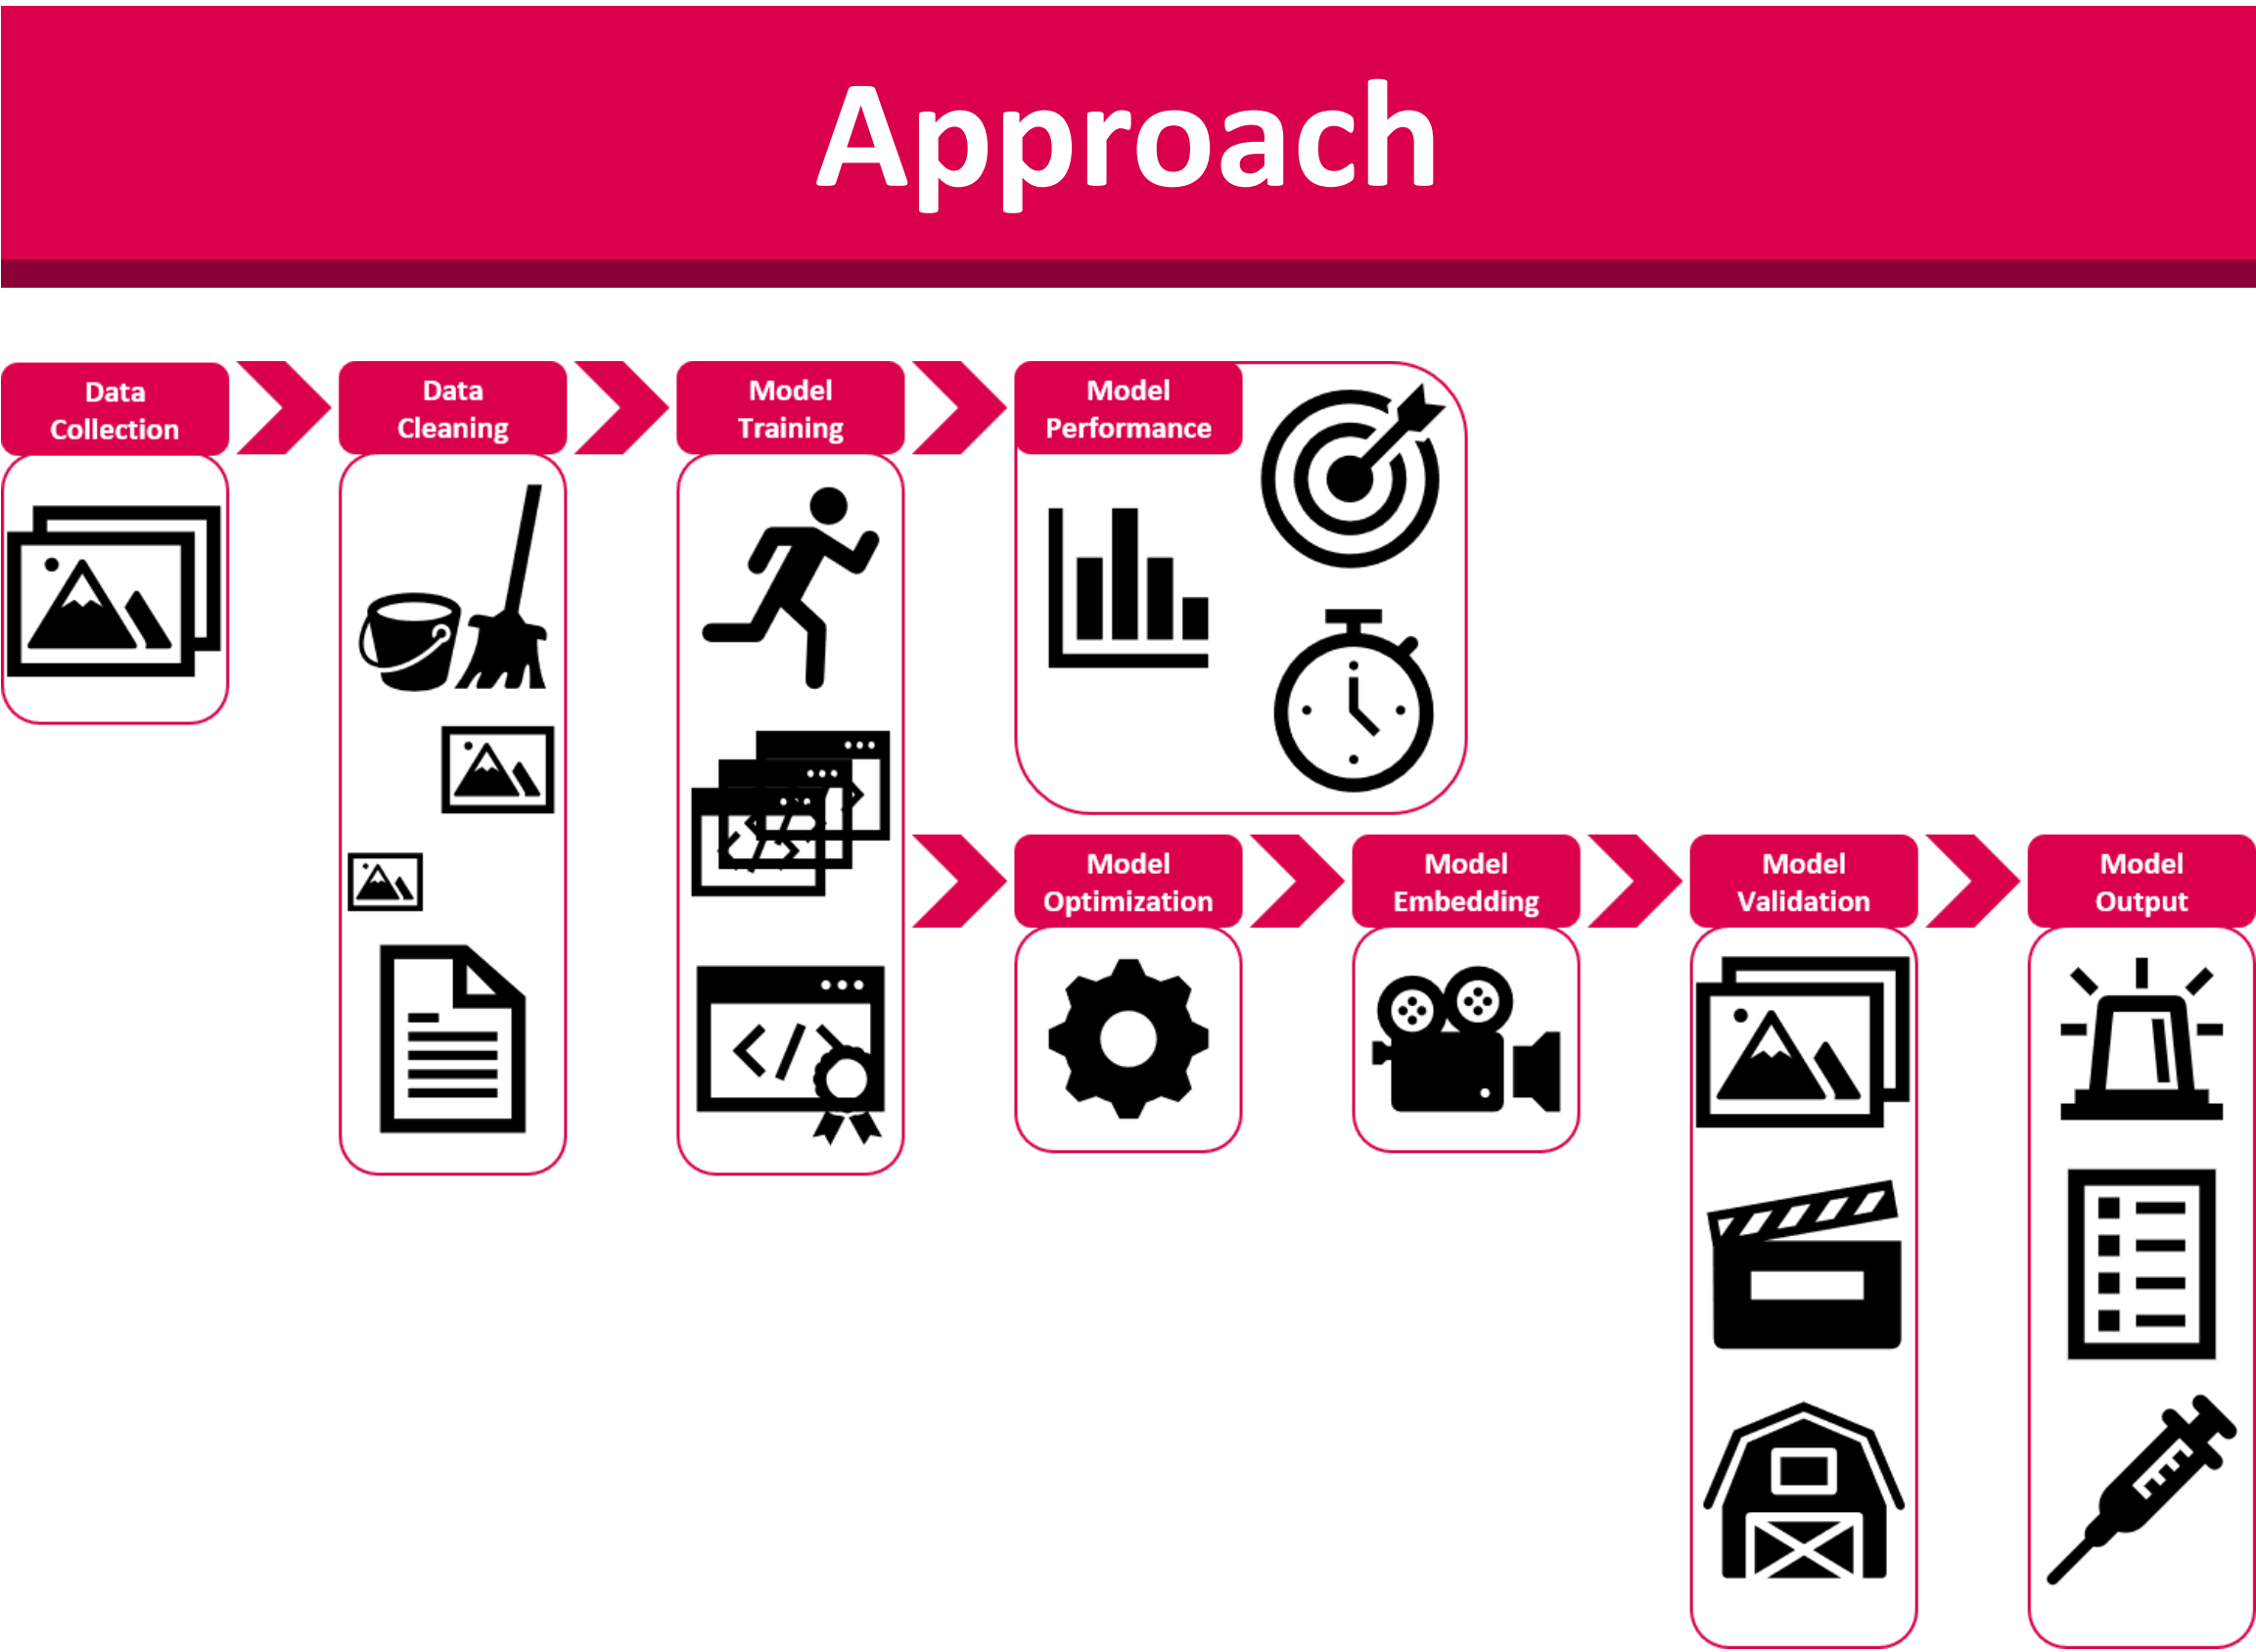 Approach
Data
Collection
Data
Cleaning
Model
Training
Model
Performance
Model
Optimization
Model
Embedding
Model
Validation
Model
Output